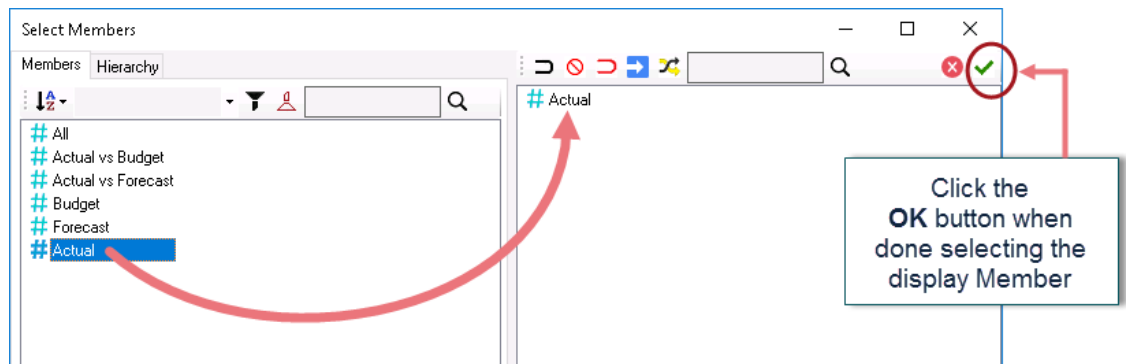 Select Members
Members Hierarchy
# Actual
# All
# Actual vs Budget
# Actual vs Forecast
# Budget
# Forecast
# Actual
Click the
OK button when
done selecting the
display Member